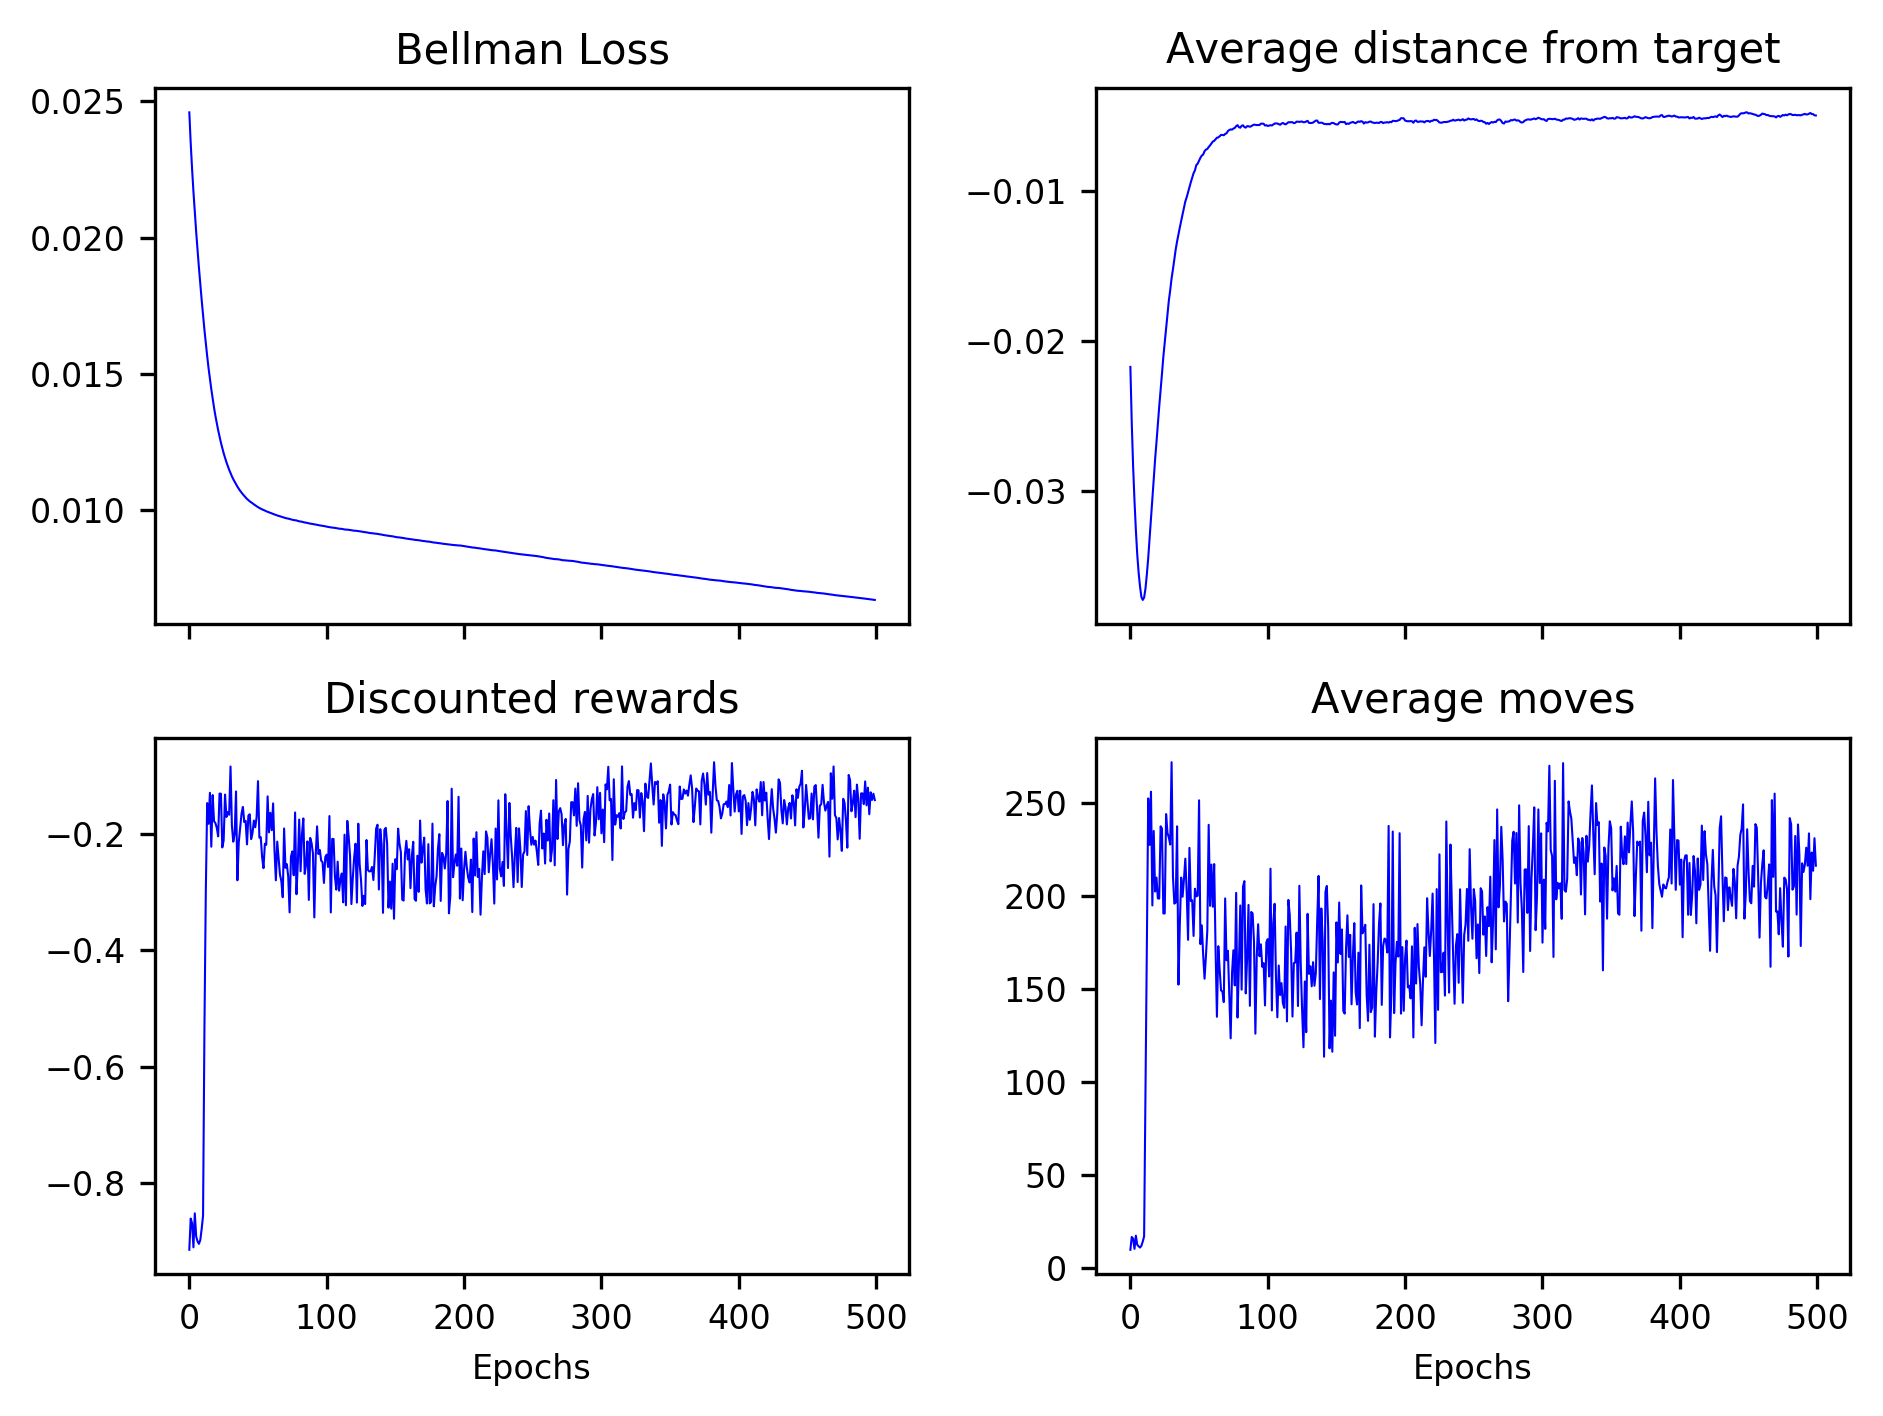 Bellman Loss
0.025
0.020
0.015
0.010
Average distance from target
−0.01
−0.02
−0.03
Discounted rewards
−0.2
−0.4
−0.6
−0.8
0 100 200 300 400 500
Epochs
Average moves
250
200
150
100
50
0
0 100 200 300 400 500
Epochs